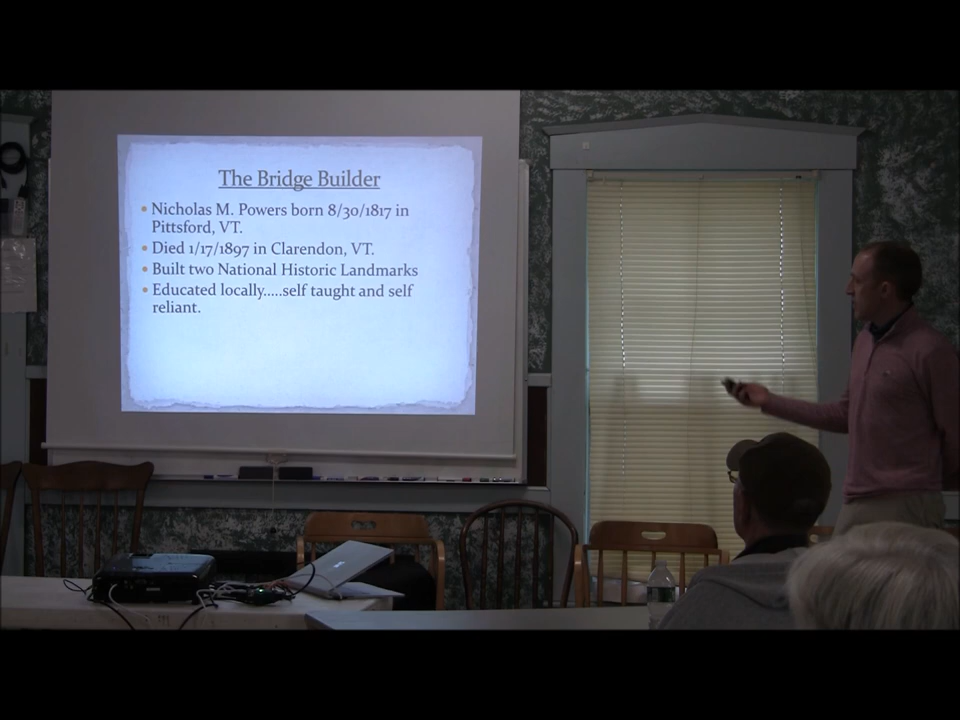 The Bridge Builder
• Nicholas M. Powers born 8/30/1817 in
Pittsford, VT.
• Died 1/17/1897 in Clarendon, VT.
• Built two National Historic Landmarks
• Educated locally.....self taught and self
reliant.